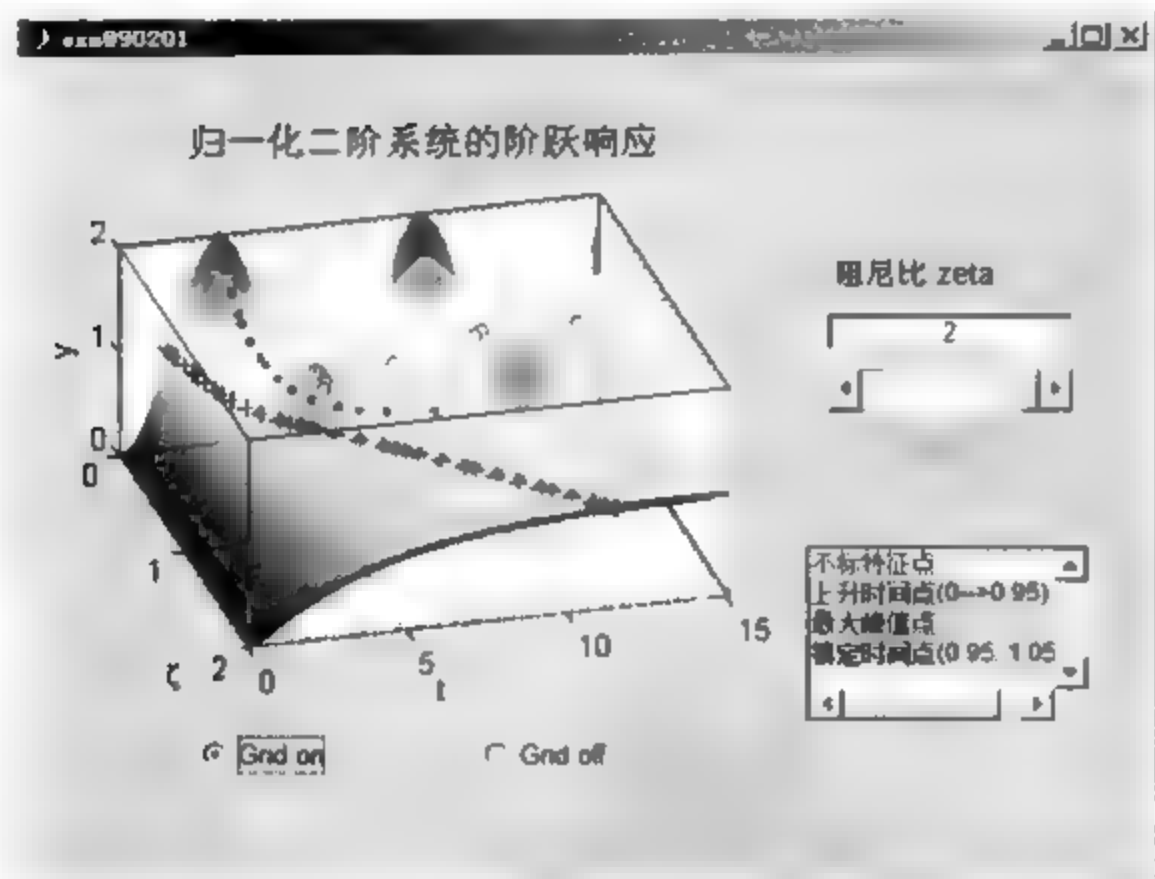 exm090201
归一化二阶系统的阶跃响应
2
1
0
y
0
1
2
ζ
0
5
10
15
t
阻尼比 zeta
2
不标特征点
上升时间点(0-->0.95)
最大峰值点
镇定时间点(0.95, 1.05
Grid on
Grid off